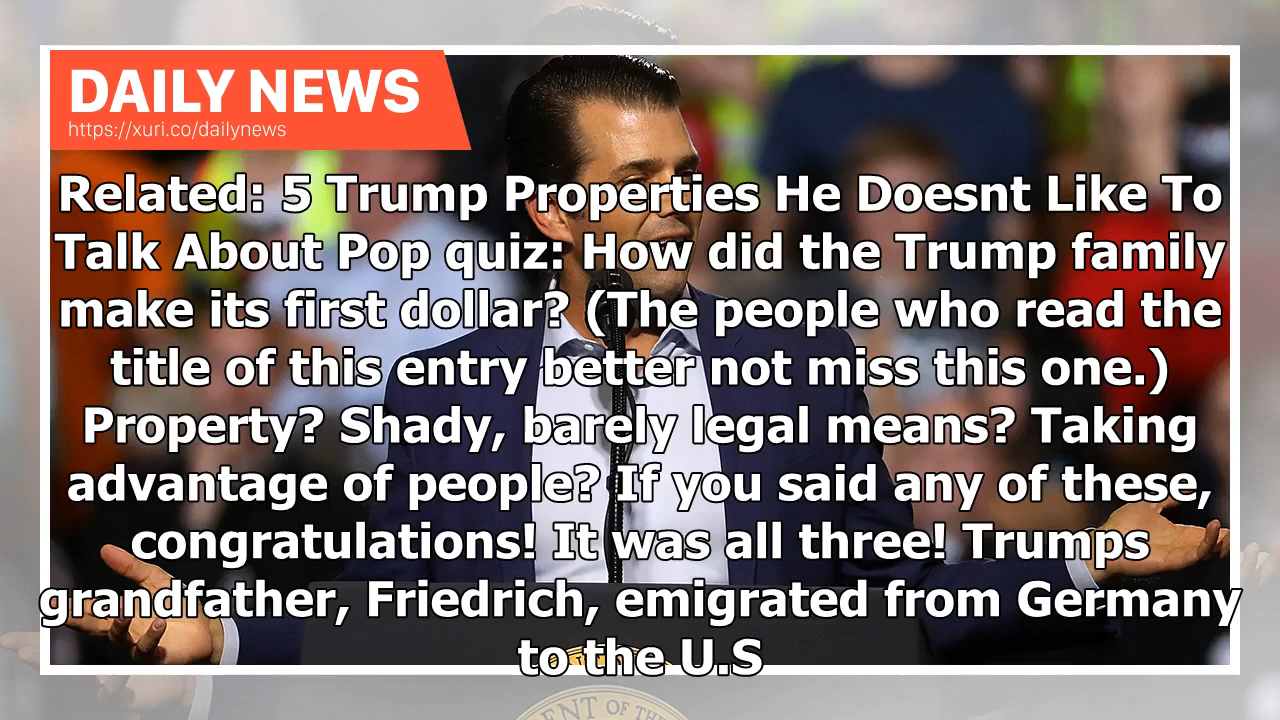 DAILY NEWS
https://xuri.co/dailynews
Related: 5 Trump Properties He Doesnt Like To
Talk About Pop quiz: How did the Trump family
make its first dollar? (The people who read the
title of this entry better not miss this one.)
Property? Shady, barely legal means? Taking
advantage of people? If you said any of these,
congratulations! It was all three! Trumps
grandfather, Friedrich, emigrated from Germany
to the U.S
ENT OF THE